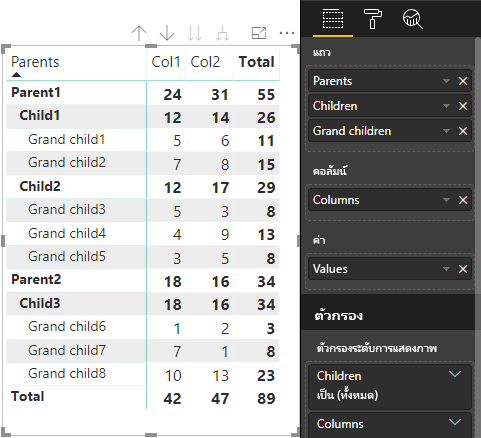 Parents Col1 Col2 Total
Parent1 24 31 55
Child1 12 14 26
Grand child1 5 6 11
Grand child2 7 8 15
Child2 12 17 29
Grand child3 5 3 8
Grand child4 4 9 13
Grand child5 3 5 8
Parent2 18 16 34
Child3 18 16 34
Grand child6 1 2 3
Grand child7 7 1 8
Grand child8 10 13 23
Total 42 47 89
แถว
Parents
Children
Grand children
คอลัมน์
Columns
ค่า
Values
ตัวกรอง
ตัวกรองระดับการแสดงภาพ
Children
เป็น (ทั้งหมด)
Columns